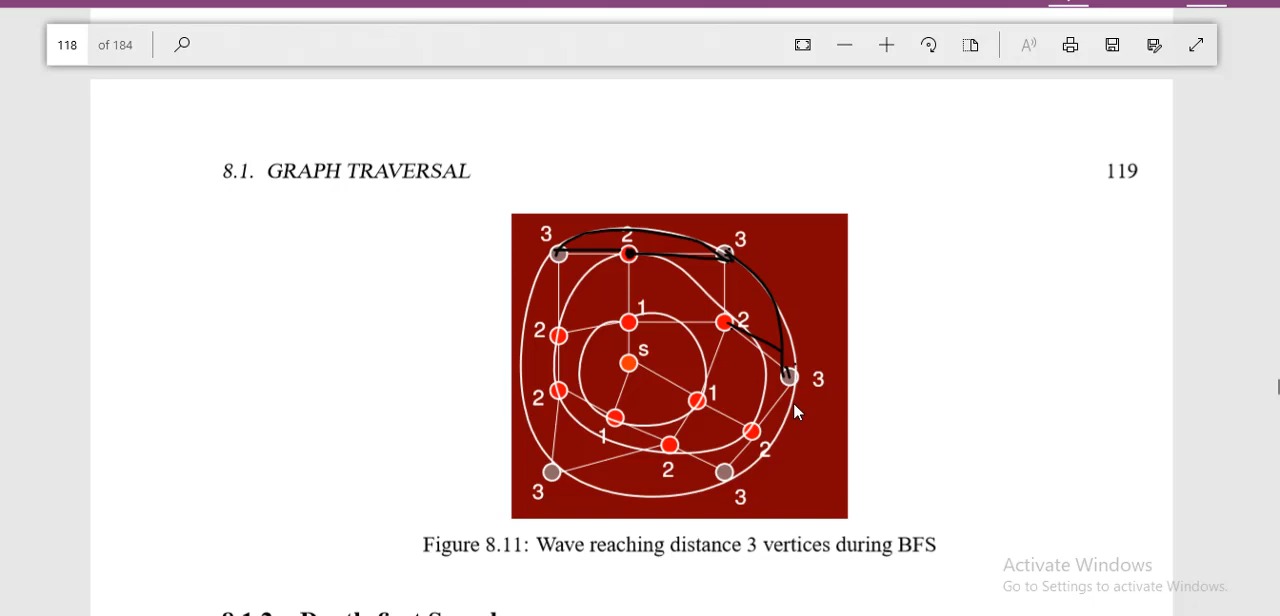 118 of 184
8.1. GRAPH TRAVERSAL 119
3 2 3
1
2 2
s
3
2 1
1
2 2
3 3
Figure 8.11: Wave reaching distance 3 vertices during BFS
Activate Windows
Go to Settings to activate Windows.